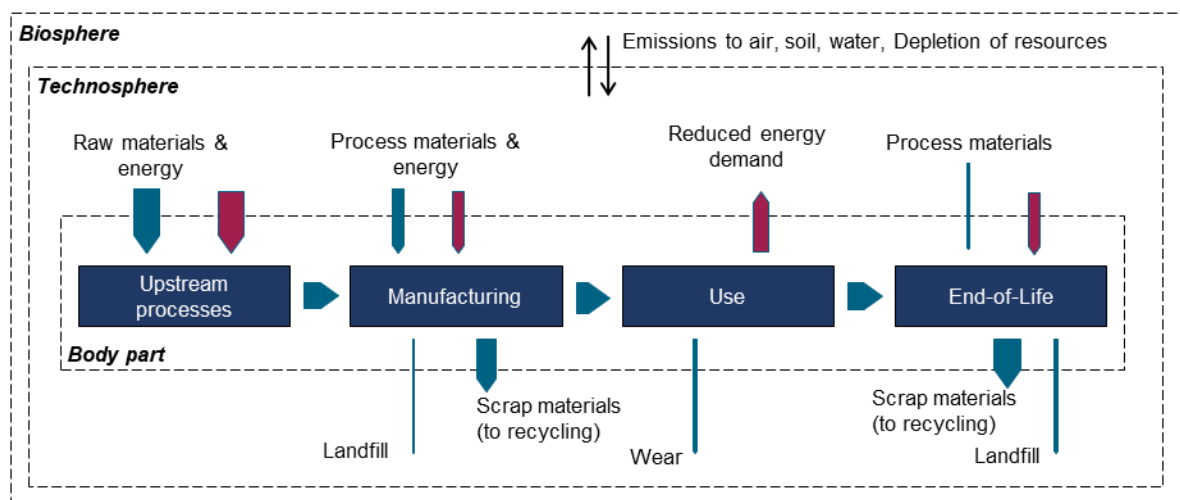 Biosphere
Emissions to air, soil, water, Depletion of resources
Technosphere
Raw materials &
energy
Process materials &
energy
Reduced energy
demand
Process materials
Upstream
processes
Manufacturing
Use
End-of-Life
Body part
Scrap materials
(to recycling)
Landfill
Wear
Scrap materials
(to recycling)
Landfill